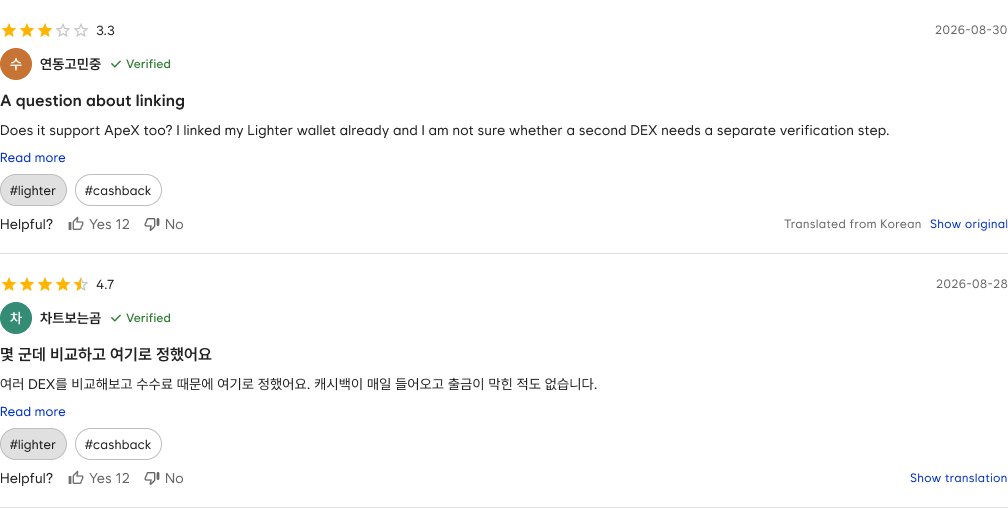 3.3
2026-08-30
수
연동고민중
Verified
A question about linking
Does it support ApeX too? I linked my Lighter wallet already and I am not sure whether a second DEX needs a separate verification step.
Read more
#lighter
#cashback
Helpful?
Yes 12
No
Translated from Korean
Show original
4.7
2026-08-28
차
차트보는곰
Verified
몇 군데 비교하고 여기로 정했어요
여러 DEX를 비교해보고 수수료 때문에 여기로 정했어요. 캐시백이 매일 들어오고 출금이 막힌 적도 없습니다.
Read more
#lighter
#cashback
Helpful?
Yes 12
No
Show translation